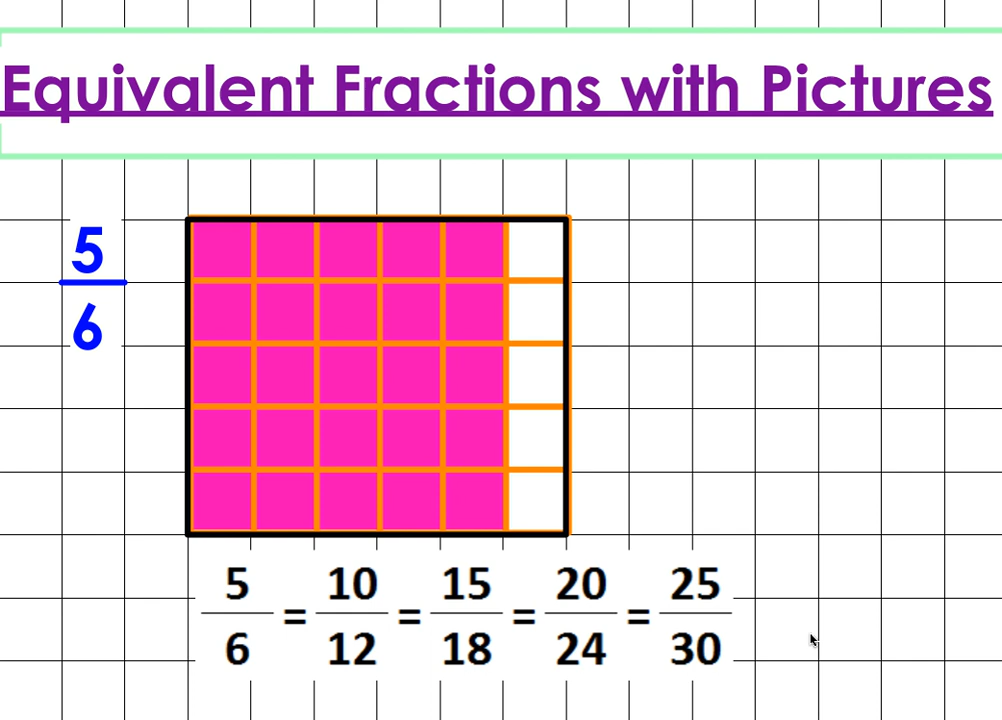 Equivalent Fractions with Pictures
5
6
5 10 15 20 25
= = = =
6 12 18 24 30